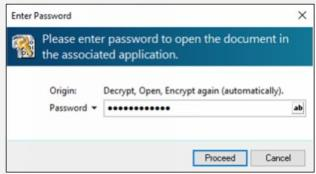 Enter Password
Please enter password to open the document in
the associated application.
Origin: Decrypt, Open, Encrypt again (automatically).
Password ••••••••••••
ab
Proceed Cancel